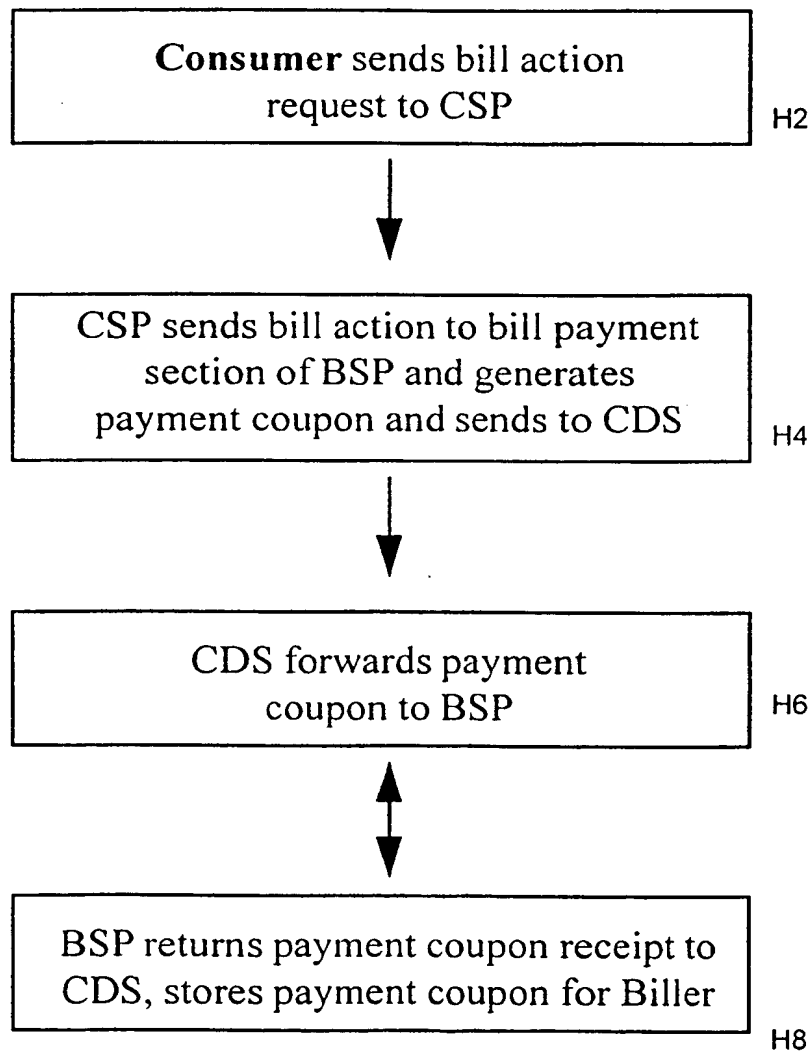 Consumer sends bill action
request to CSP
H2
CSP sends bill action to bill payment
section of BSP and generates
payment coupon and sends to CDS
H4
CDS forwards payment
coupon to BSP
H6
BSP returns payment coupon receipt to
CDS, stores payment coupon for Biller
H8